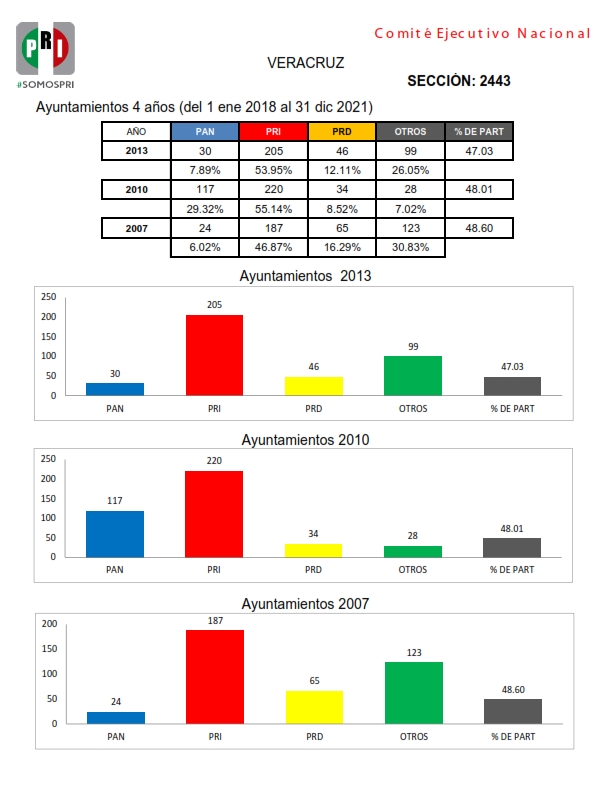 Comité Ejecutivo Nacional
PRI
#SOMOSPRI
VERACRUZ
SECCIÓN: 2443
Ayuntamientos 4 años (del 1 ene 2018 al 31 dic 2021)
AÑO PAN PRI PRD OTROS % DE PART
2013 30 205 46 99 47.03
7.89% 53.95% 12.11% 26.05%
2010 117 220 34 28 48.01
29.32% 55.14% 8.52% 7.02%
2007 24 187 65 123 48.60
6.02% 46.87% 16.29% 30.83%
Ayuntamientos 2013
250
200
150
100
50
0
30 205 46 99 47.03
PAN PRI PRD OTROS % DE PART
Ayuntamientos 2010
250
200
150
100
50
0
117 220 34 28 48.01
PAN PRI PRD OTROS % DE PART
Ayuntamientos 2007
200
150
100
50
0
24 187 65 123 48.60
PAN PRI PRD OTROS % DE PART